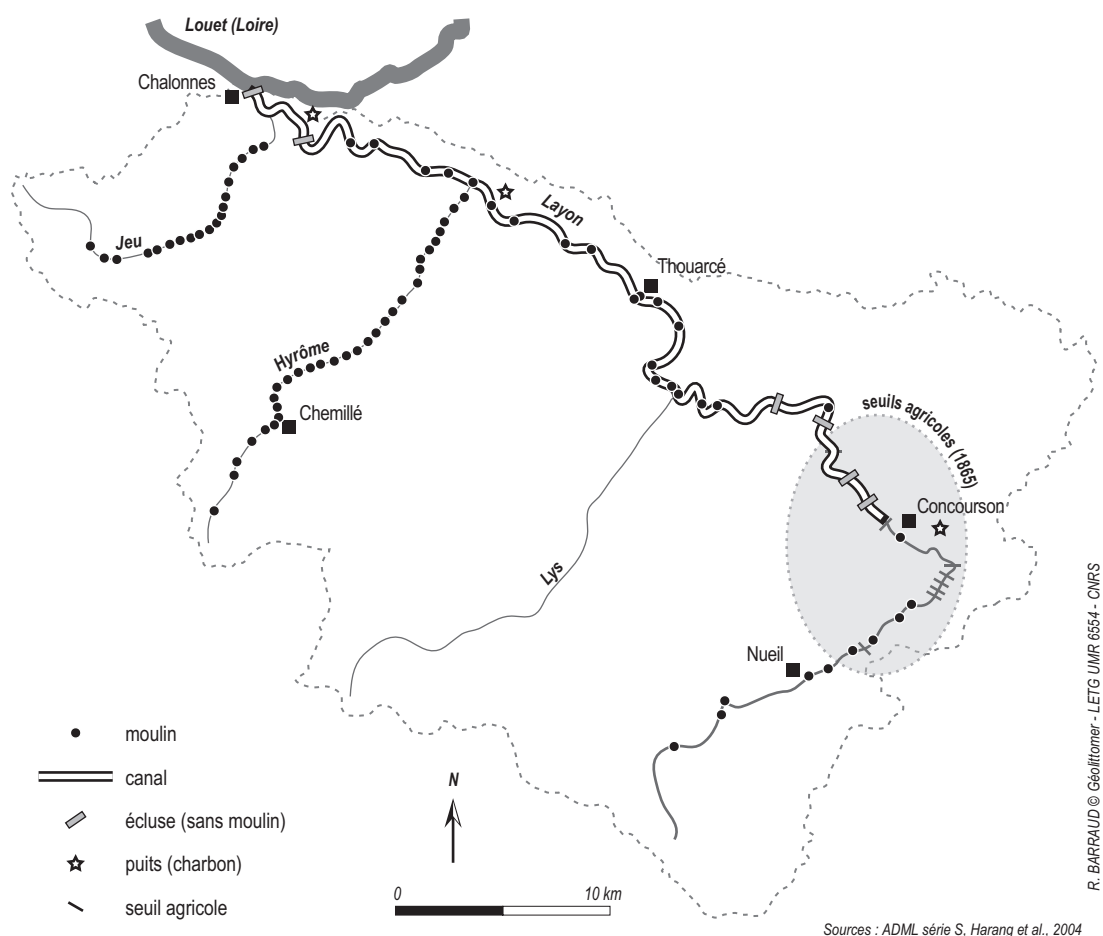 Louet (Loire)
Chalonnes
Layon
Jeu
Thouarcé
Hyrôme
Chemillé
seuils agricoles (1865)
Concourson
Lys
Nueil
moulin
canal
écluse (sans moulin)
puits (charbon)
seuil agricole
N
0 10 km
R. BARRAUD © Géolittomer - LETG UMR 6554 - CNRS
Sources : ADML série S, Harang et al., 2004